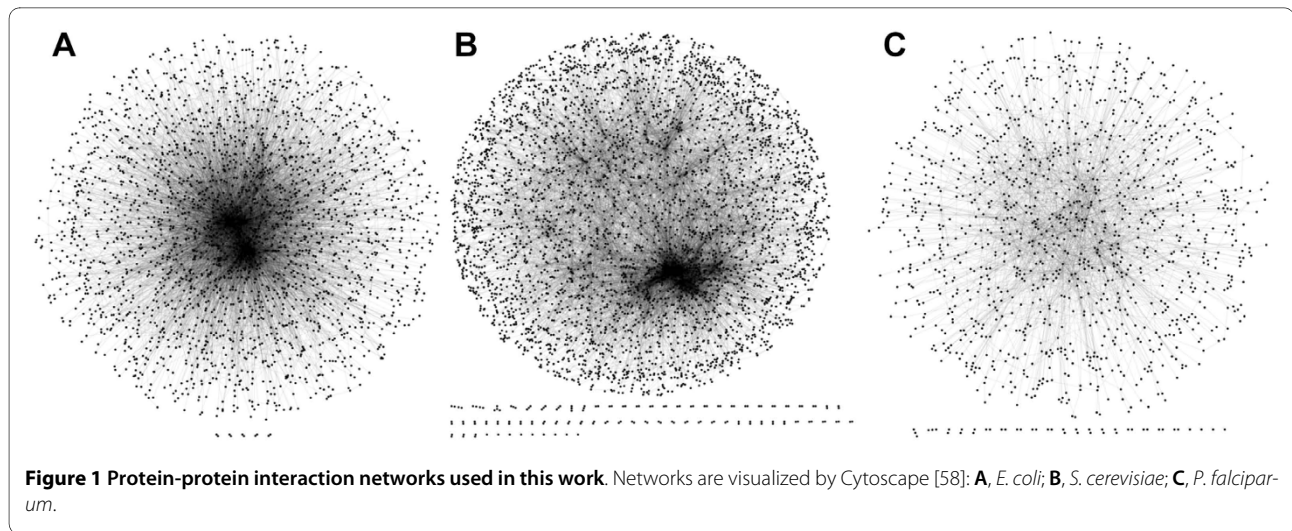 A
B
C
Figure 1 Protein-protein interaction networks used in this work. Networks are visualized by Cytoscape [58]: A, E. coli; B, S. cerevisiae; C, P. falcipar-
um.